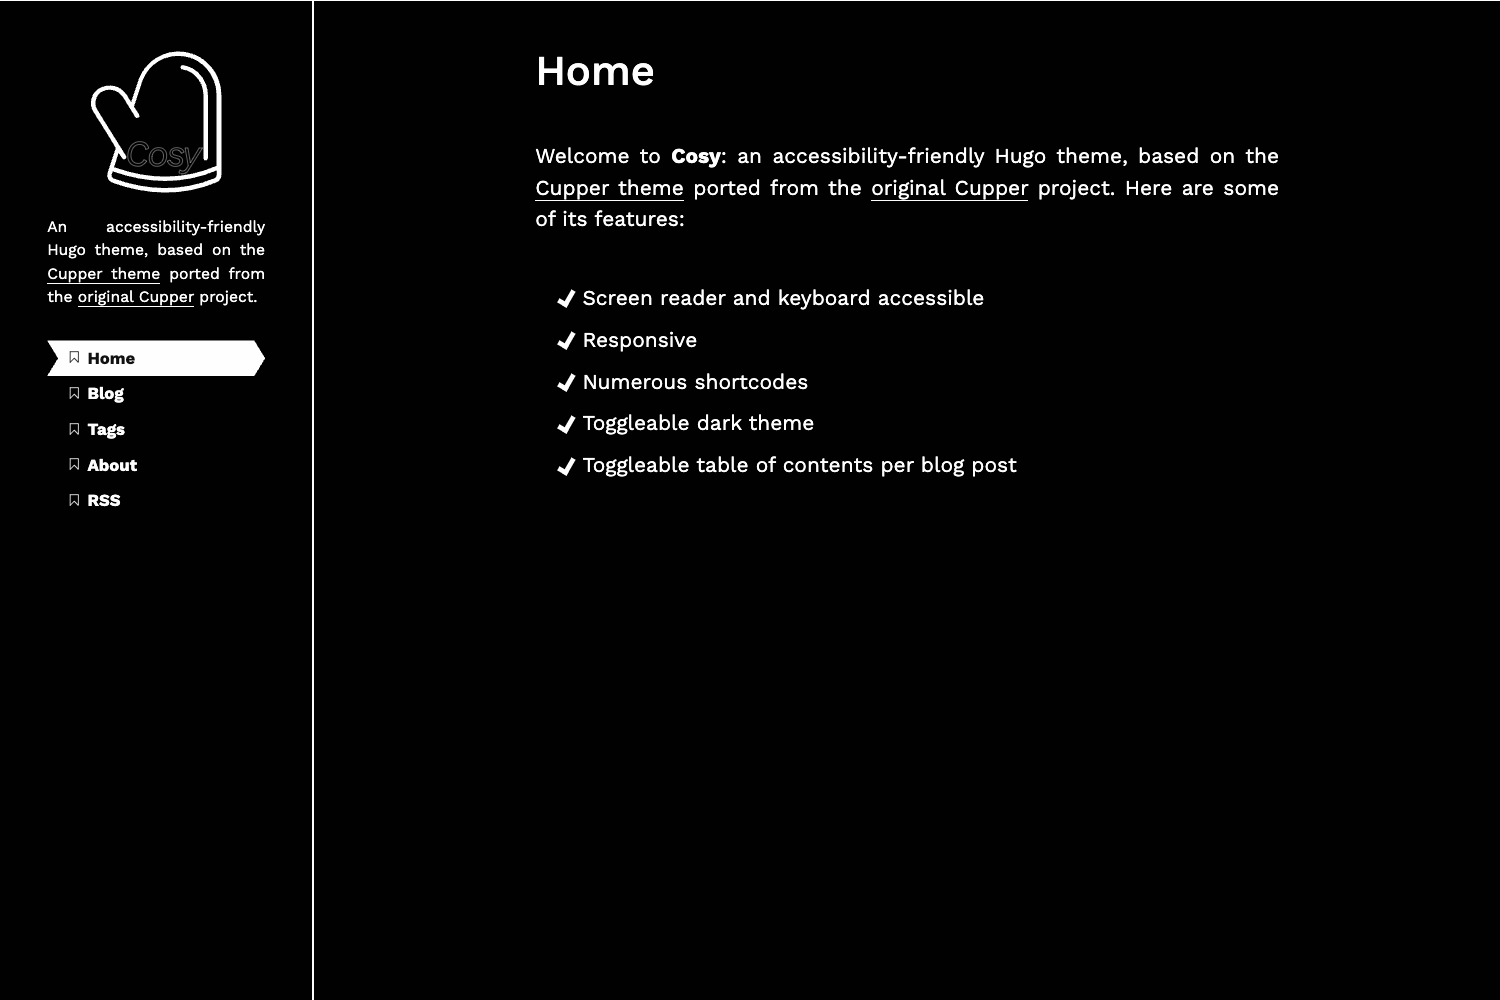 Cosy
An accessibility-friendly
Hugo theme, based on the
Cupper theme ported from
the original Cupper project.
Home
Blog
Tags
About
RSS
Home
Welcome to Cosy: an accessibility-friendly Hugo theme, based on the
Cupper theme ported from the original Cupper project. Here are some
of its features:
Screen reader and keyboard accessible
Responsive
Numerous shortcodes
Toggleable dark theme
Toggleable table of contents per blog post